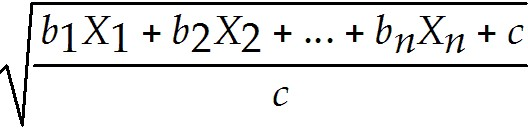 √((b₁X₁ + b₂X₂ + ... + bₙXₙ + c) / c)